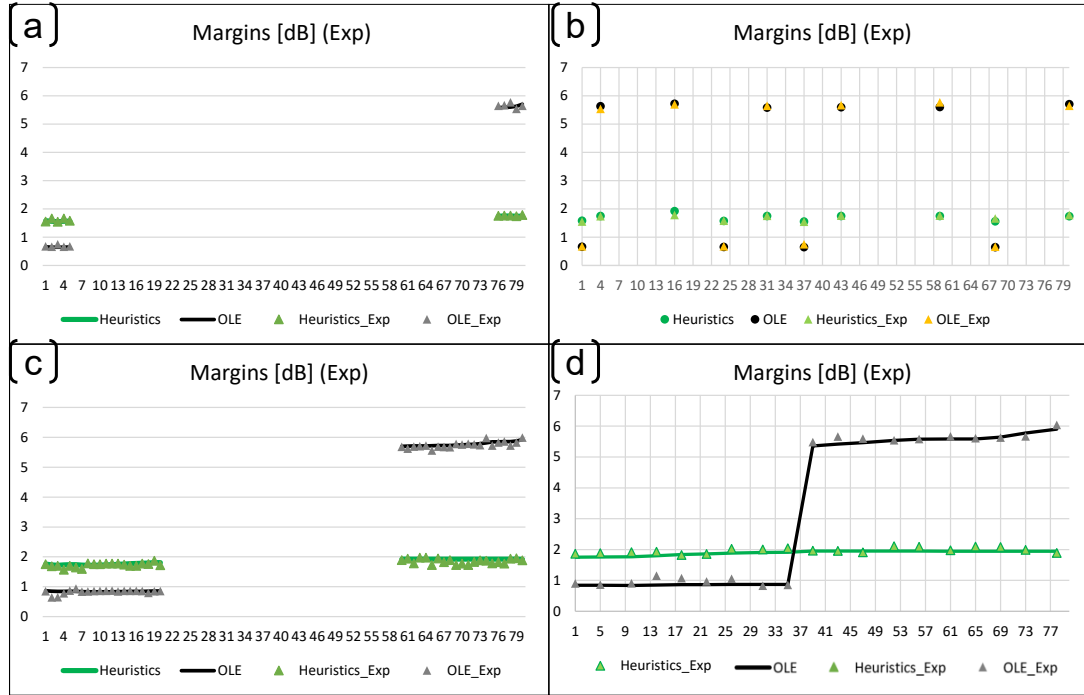 (a)
Margins [dB] (Exp)
7
6
5
4
3
2
1
0
1 4 7 10 13 16 19 22 25 28 31 34 37 40 43 46 49 52 55 58 61 64 67 70 73 76 79
Heuristics OLE Heuristics_Exp OLE_Exp
(b)
Margins [dB] (Exp)
7
6
5
4
3
2
1
0
1 4 7 10 13 16 19 22 25 28 31 34 37 40 43 46 49 52 55 58 61 64 67 70 73 76 79
Heuristics OLE Heuristics_Exp OLE_Exp
(c)
Margins [dB] (Exp)
7
6
5
4
3
2
1
0
1 4 7 10 13 16 19 22 25 28 31 34 37 40 43 46 49 52 55 58 61 64 67 70 73 76 79
Heuristics OLE Heuristics_Exp OLE_Exp
(d)
Margins [dB] (Exp)
7
6
5
4
3
2
1
0
1 5 9 13 17 21 25 29 33 37 41 45 49 53 57 61 65 69 73 77
Heuristics_Exp OLE Heuristics_Exp OLE_Exp